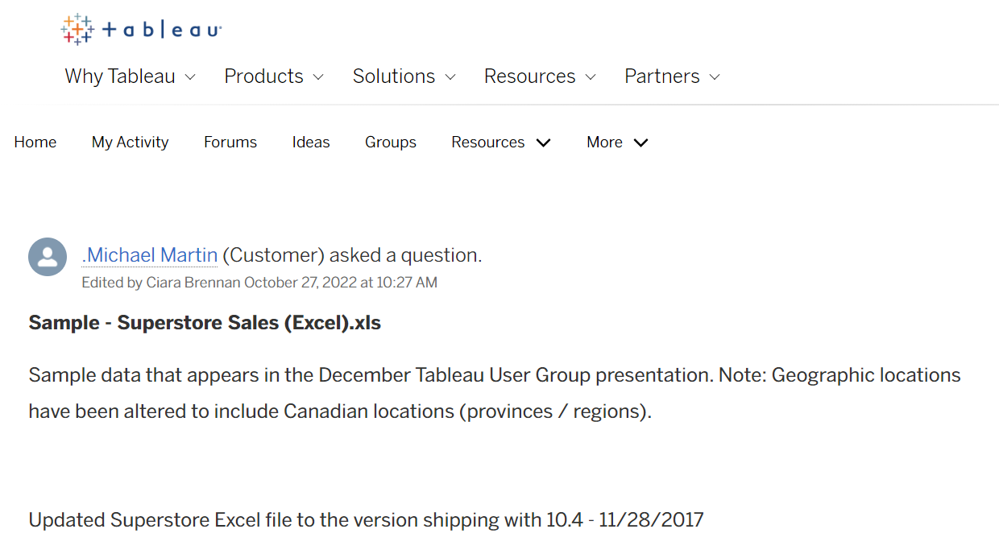 tableau
Why Tableau Products Solutions Resources Partners
Home My Activity Forums Ideas Groups Resources More
.Michael Martin (Customer) asked a question.
Edited by Ciara Brennan October 27, 2022 at 10:27 AM
Sample - Superstore Sales (Excel).xls
Sample data that appears in the December Tableau User Group presentation. Note: Geographic locations
have been altered to include Canadian locations (provinces / regions).
Updated Superstore Excel file to the version shipping with 10.4 - 11/28/2017